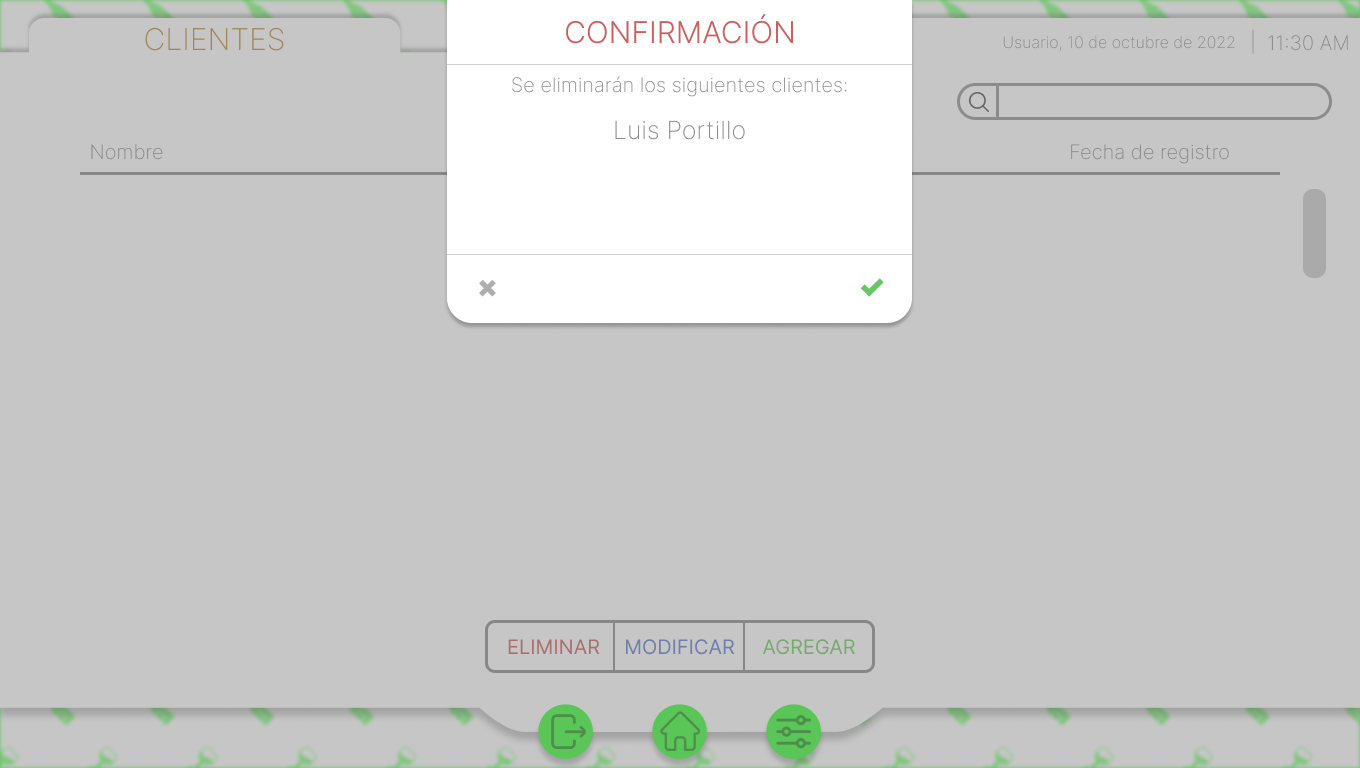 CLIENTES
CONFIRMACIÓN
Usuario, 10 de octubre de 2022
11:30 AM
Se eliminarán los siguientes clientes:
Luis Portillo
Nombre
Fecha de registro
ELIMINAR
MODIFICAR
AGREGAR